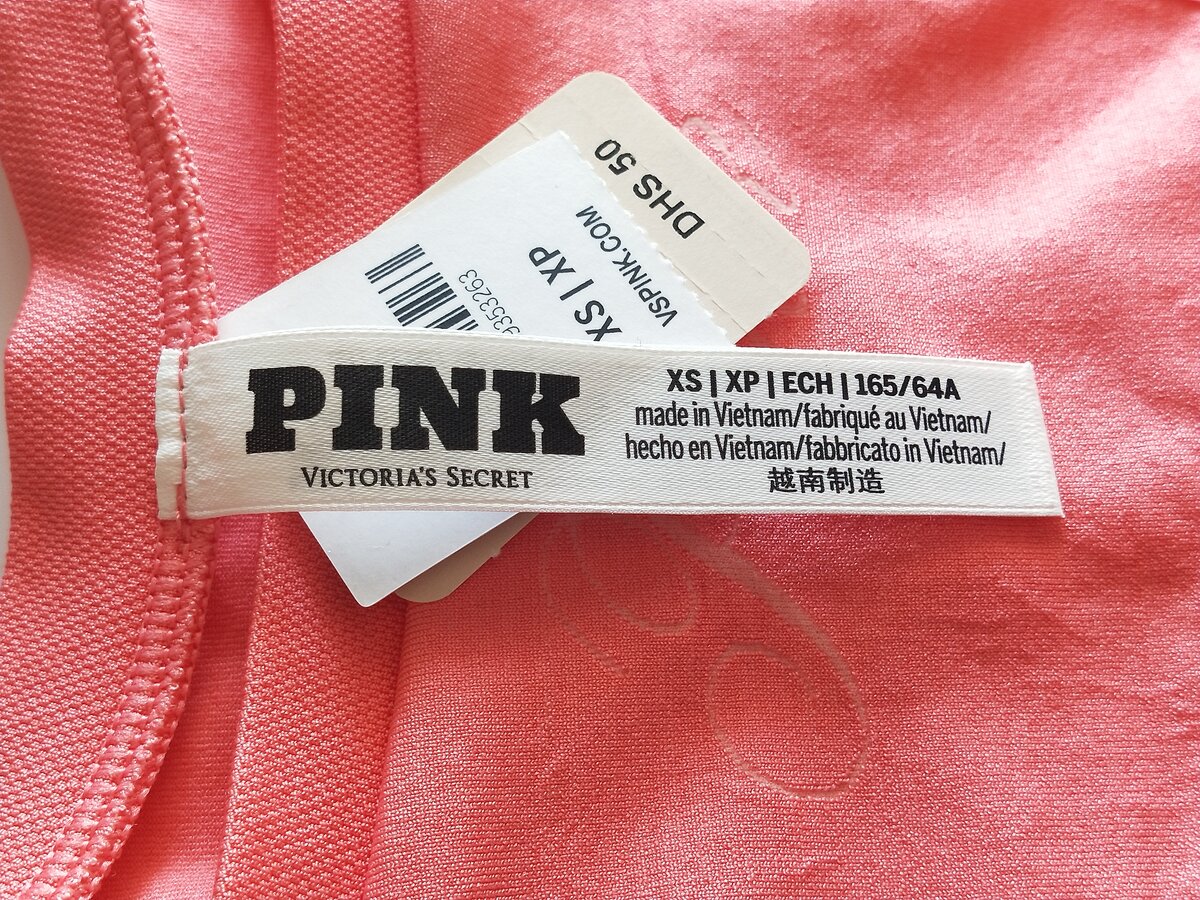 DHS 50
VSPINK.COM
XS | XP
9353263
PINK
VICTORIA'S SECRET
XS | XP | ECH | 165/64A
made in Vietnam/fabriqué au Vietnam/
hecho en Vietnam/fabbricato in Vietnam/
越南制造